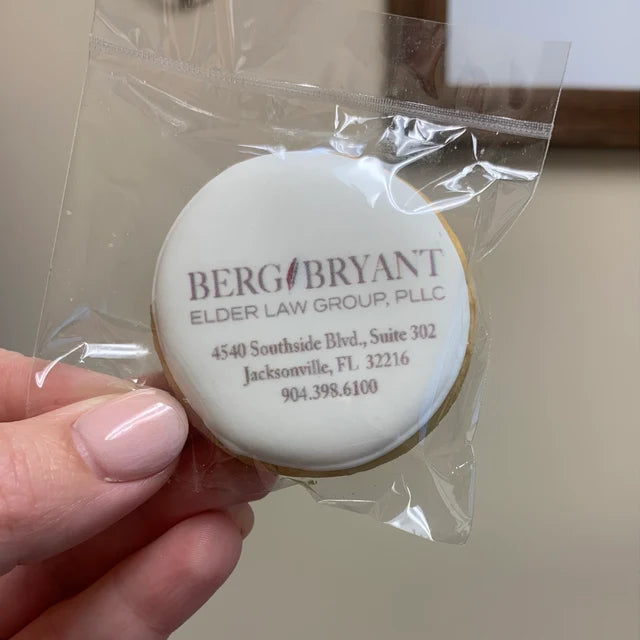 BERG BRYANT
ELDER LAW GROUP, PLLC
4540 Southside Blvd., Suite 302
Jacksonville, FL 32216
904.398.6100